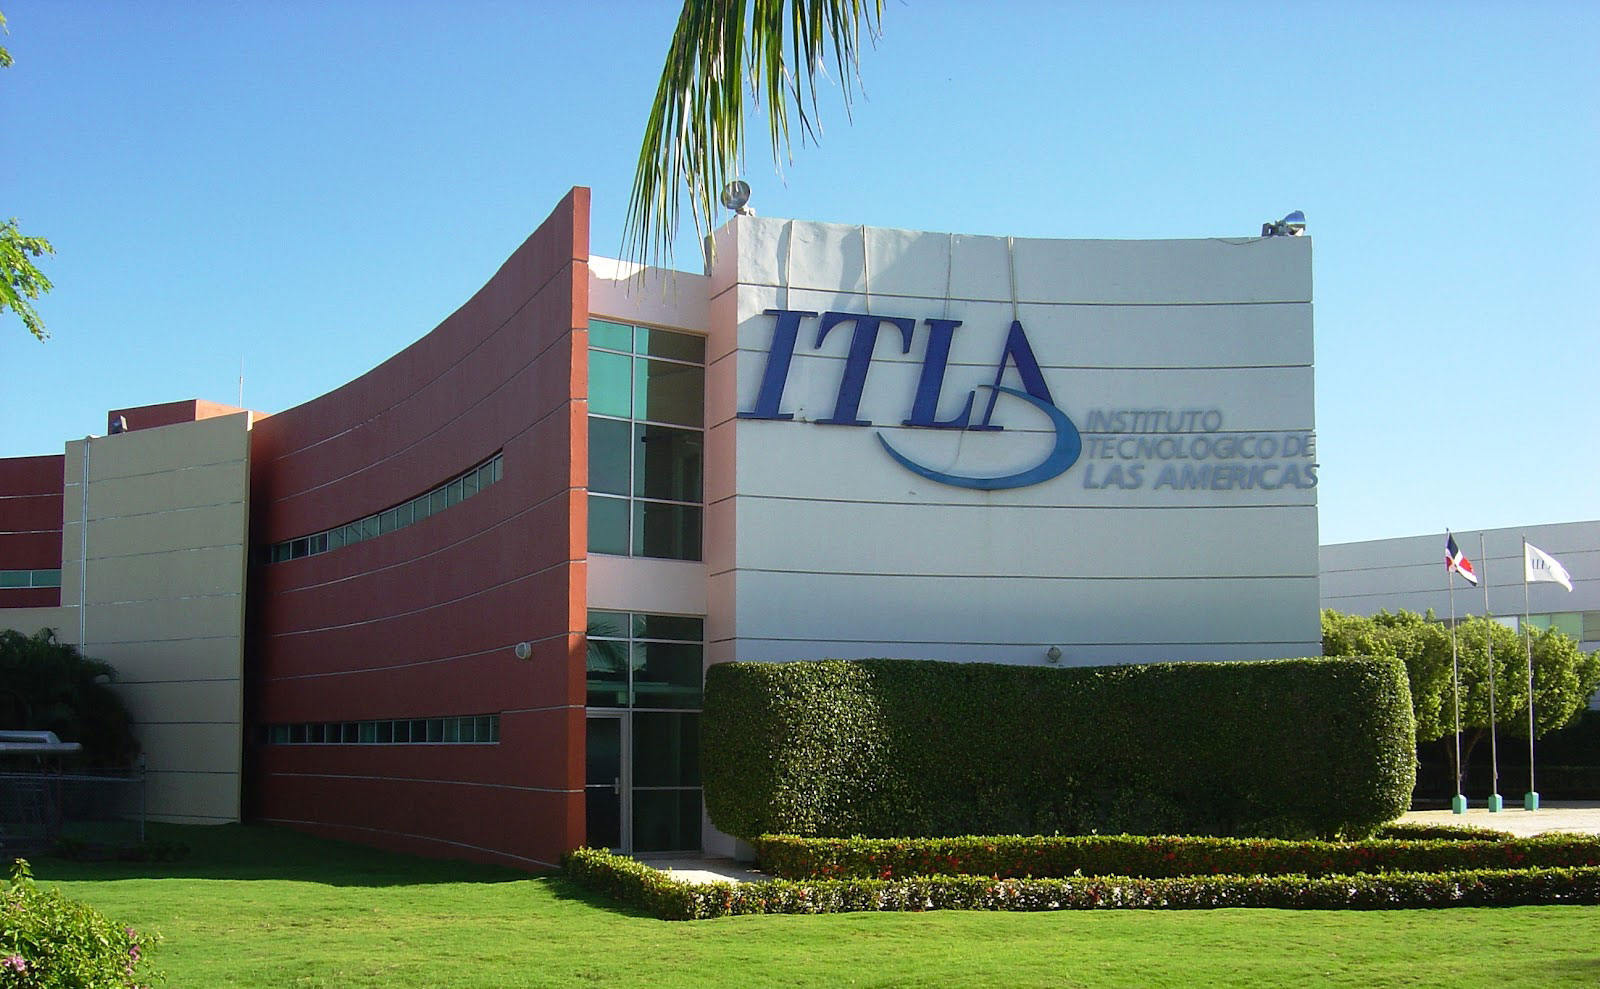 ITLA
INSTITUTO
TECNOLOGICO DE
LAS AMERICAS